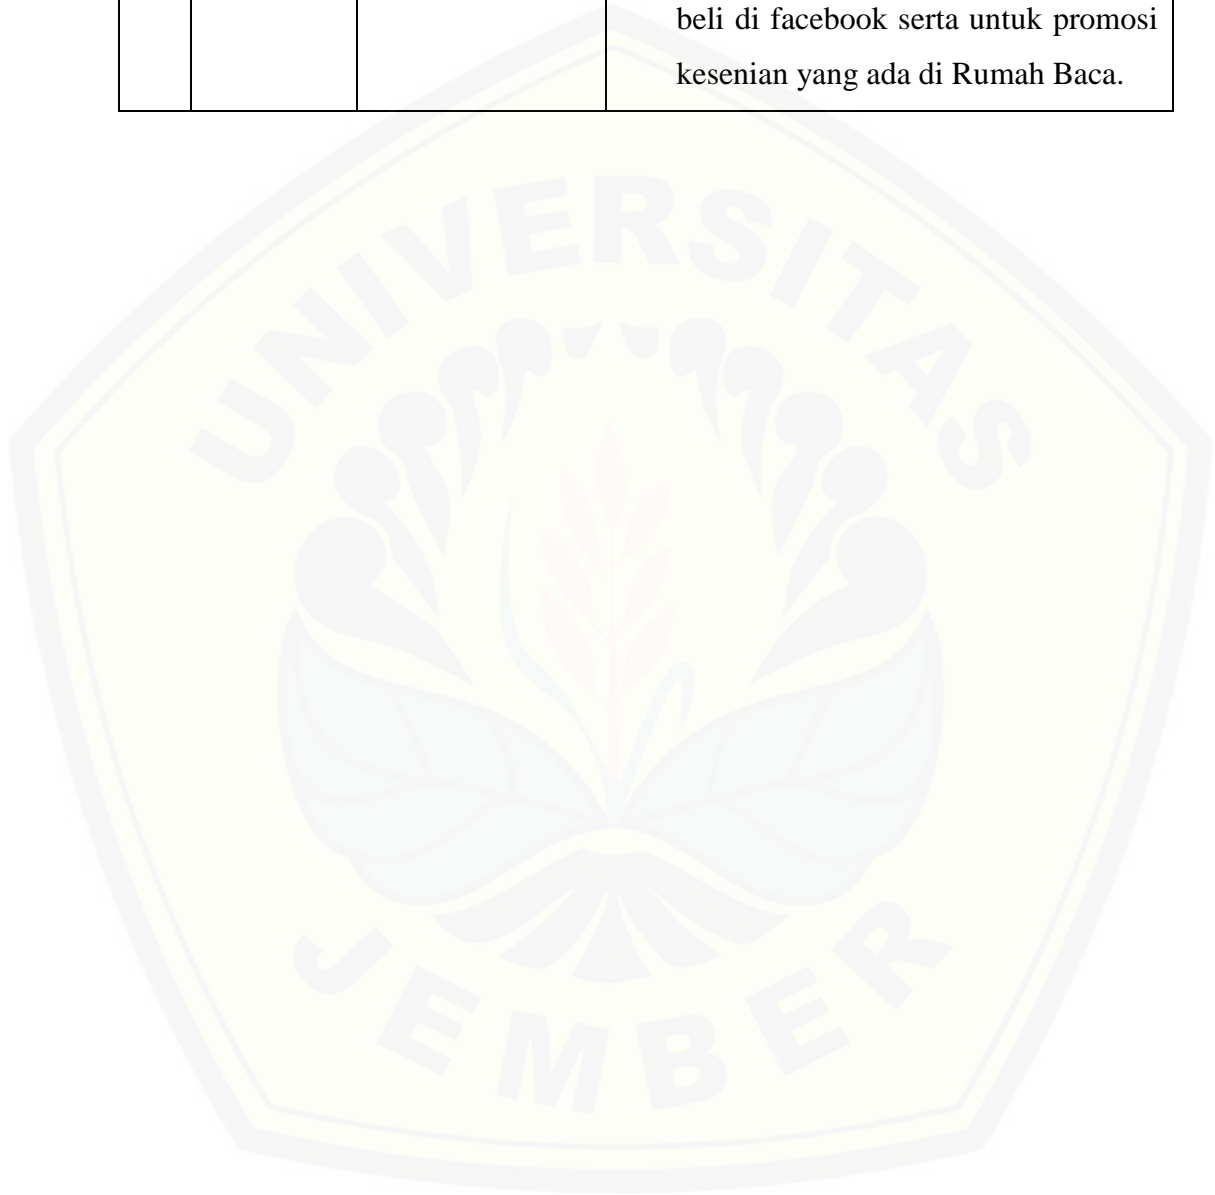 beli di facebook serta untuk promosi
kesenian yang ada di Rumah Baca.
UNIVERSITAS
JEMBER